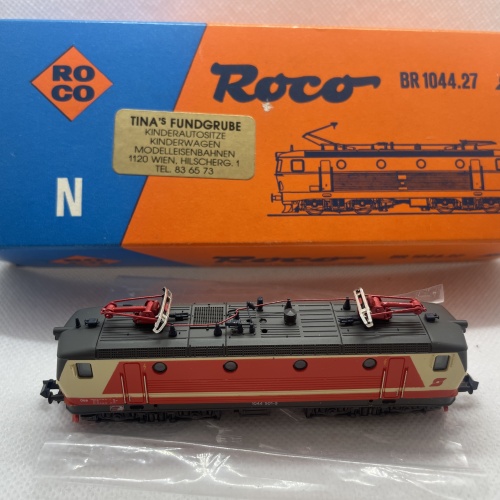 RO
CO
Roco
BR 1044.27
TINA'S FUNDGRUBE
KINDERAUTOSITZE
KINDERWAGEN
MODELLEISENBAHNEN
1120 WIEN, HILSCHERG. 1
TEL. 83 65 73
N
Roco